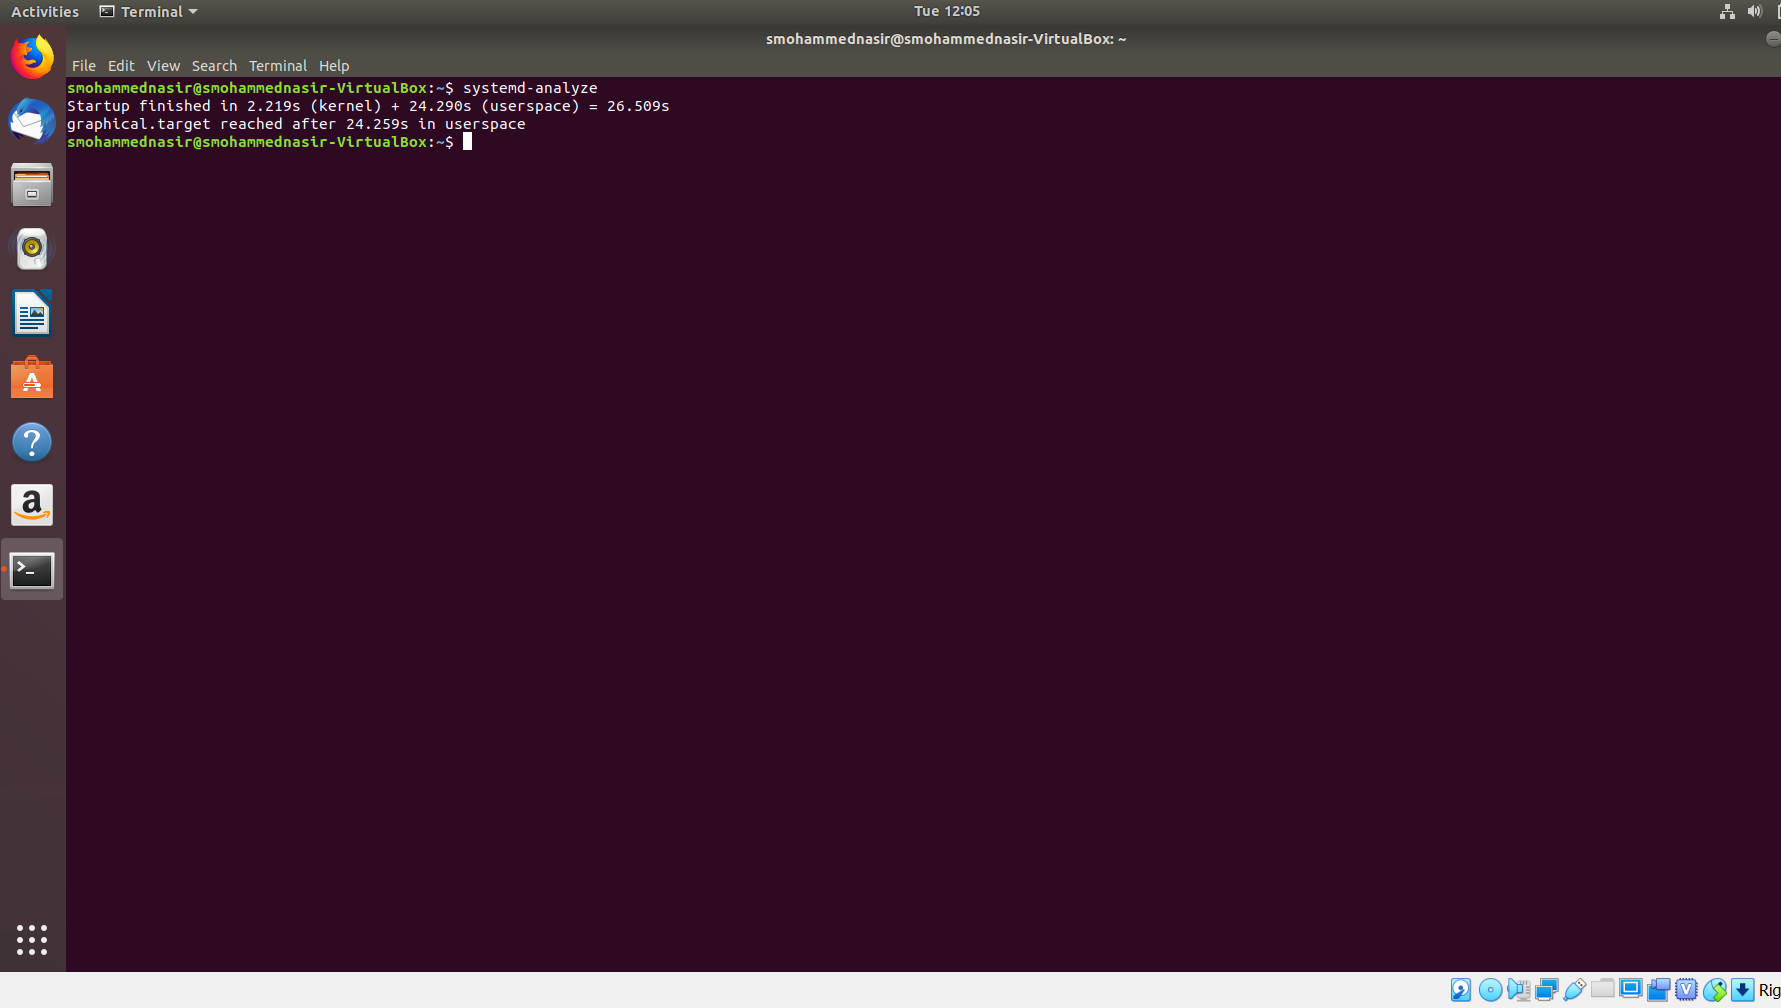 Activities Terminal Tue 12:05
smohammednasir@smohammednasir-VirtualBox: ~
File Edit View Search Terminal Help
smohammednasir@smohammednasir-VirtualBox:~$ systemd-analyze
Startup finished in 2.219s (kernel) + 24.290s (userspace) = 26.509s
graphical.target reached after 24.259s in userspace
smohammednasir@smohammednasir-VirtualBox:~$
Rig